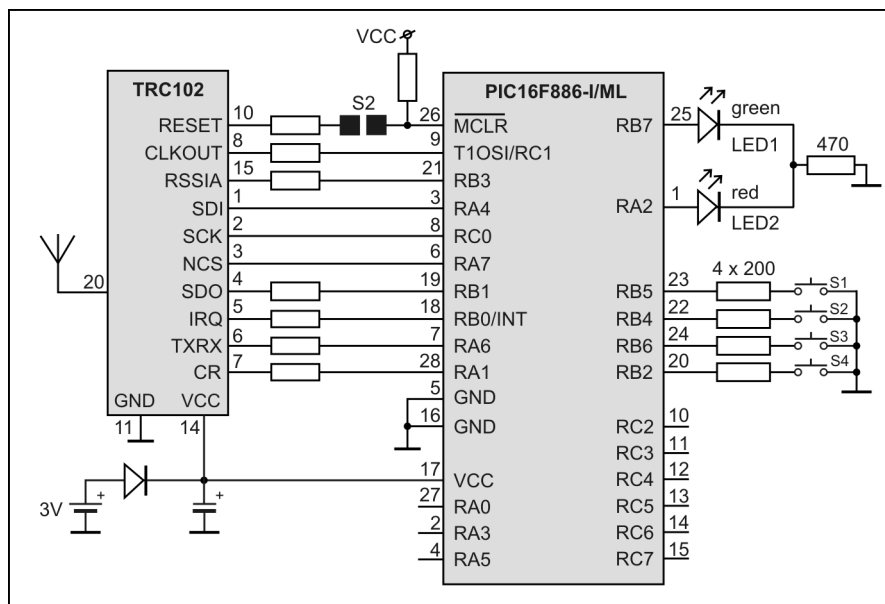 VCC
TRC102
S2
PIC16F886-I/ML
RESET 10
26 MCLR
RB7 25
green
LED1
CLKOUT 8
9 T1OSI/RC1
470
RSSIA 15
21 RB3
SDI 1
3 RA4
RA2 1
red
LED2
SCK 2
8 RC0
NCS 3
6 RA7
20
SDO 4
19 RB1
RB5 23
4 x 200
S1
IRQ 5
18 RB0/INT
RB4 22
S2
TXRX 6
7 RA6
RB6 24
S3
CR 7
28 RA1
RB2 20
S4
GND VCC
11 14
5 GND
16 GND
RC2 10
RC3 11
17 VCC
RC4 12
3V + +
27 RA0
RC5 13
2 RA3
RC6 14
4 RA5
RC7 15